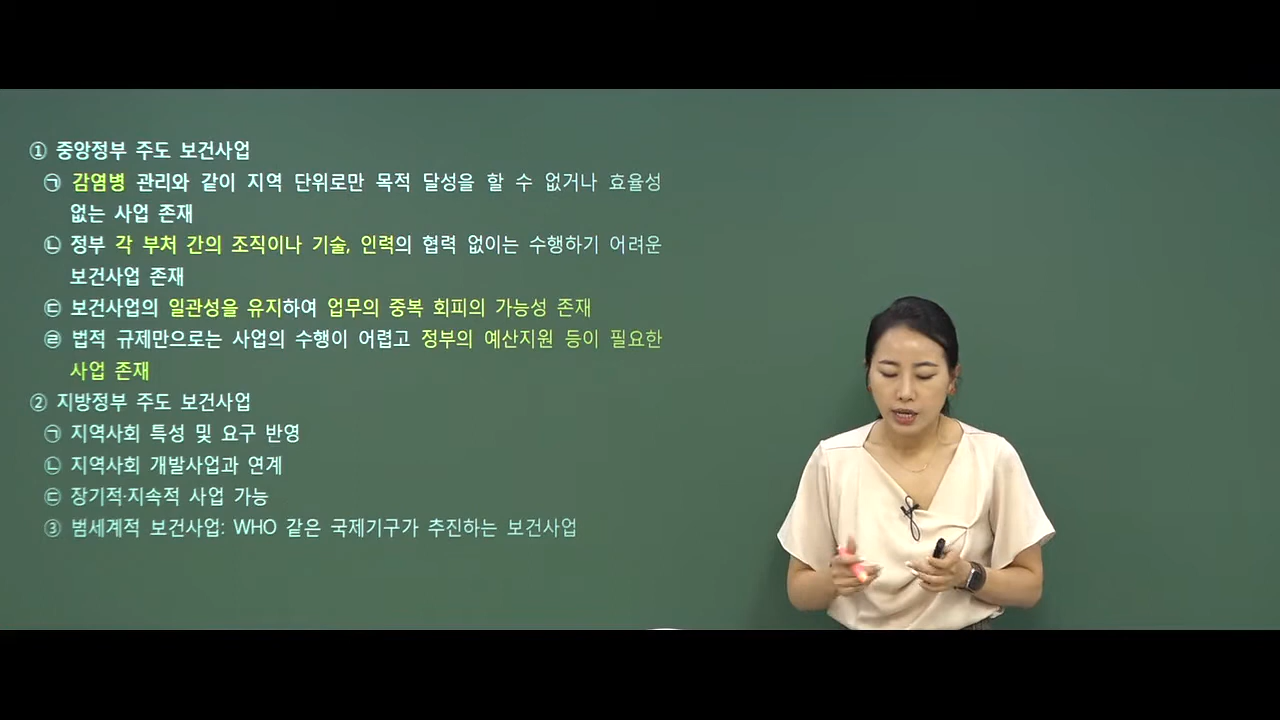 ① 중앙정부 주도 보건사업
㉠ 감염병 관리와 같이 지역 단위로만 목적 달성을 할 수 없거나 효율성
없는 사업 존재
㉡ 정부 각 부처 간의 조직이나 기술, 인력의 협력 없이는 수행하기 어려운
보건사업 존재
㉢ 보건사업의 일관성을 유지하여 업무의 중복 회피의 가능성 존재
㉣ 법적 규제만으로는 사업의 수행이 어렵고 정부의 예산지원 등이 필요한
사업 존재
② 지방정부 주도 보건사업
㉠ 지역사회 특성 및 요구 반영
㉡ 지역사회 개발사업과 연계
㉢ 장기적·지속적 사업 가능
③ 범세계적 보건사업: WHO 같은 국제기구가 추진하는 보건사업